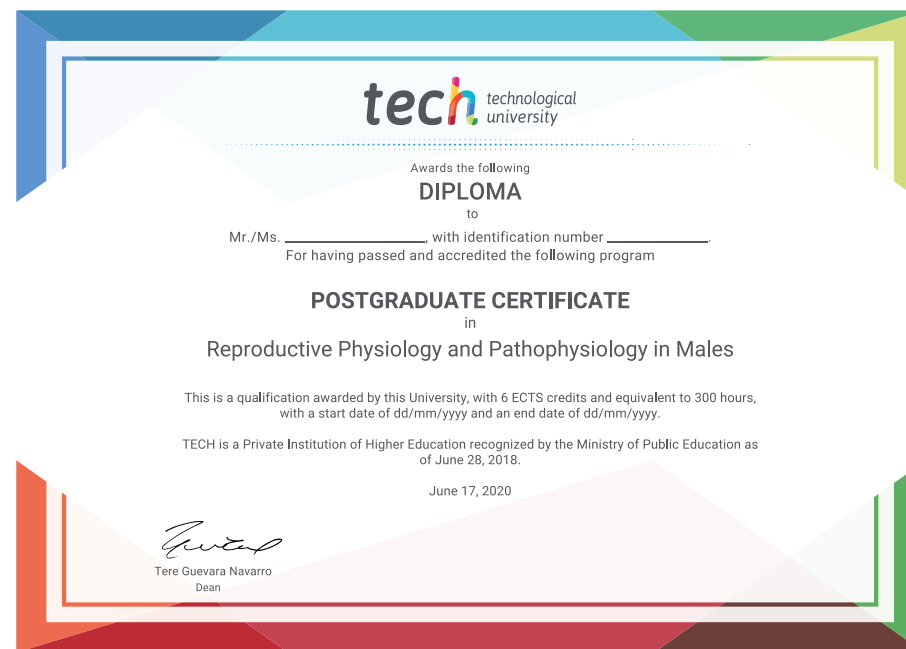 tech technological
university
Awards the following
DIPLOMA
to
Mr./Ms. ____________________, with identification number ______________.
For having passed and accredited the following program
POSTGRADUATE CERTIFICATE
in
Reproductive Physiology and Pathophysiology in Males
This is a qualification awarded by this University, with 6 ECTS credits and equivalent to 300 hours,
with a start date of dd/mm/yyyy and an end date of dd/mm/yyyy.
TECH is a Private Institution of Higher Education recognized by the Ministry of Public Education as
of June 28, 2018.
June 17, 2020
Tere Guevara Navarro
Dean